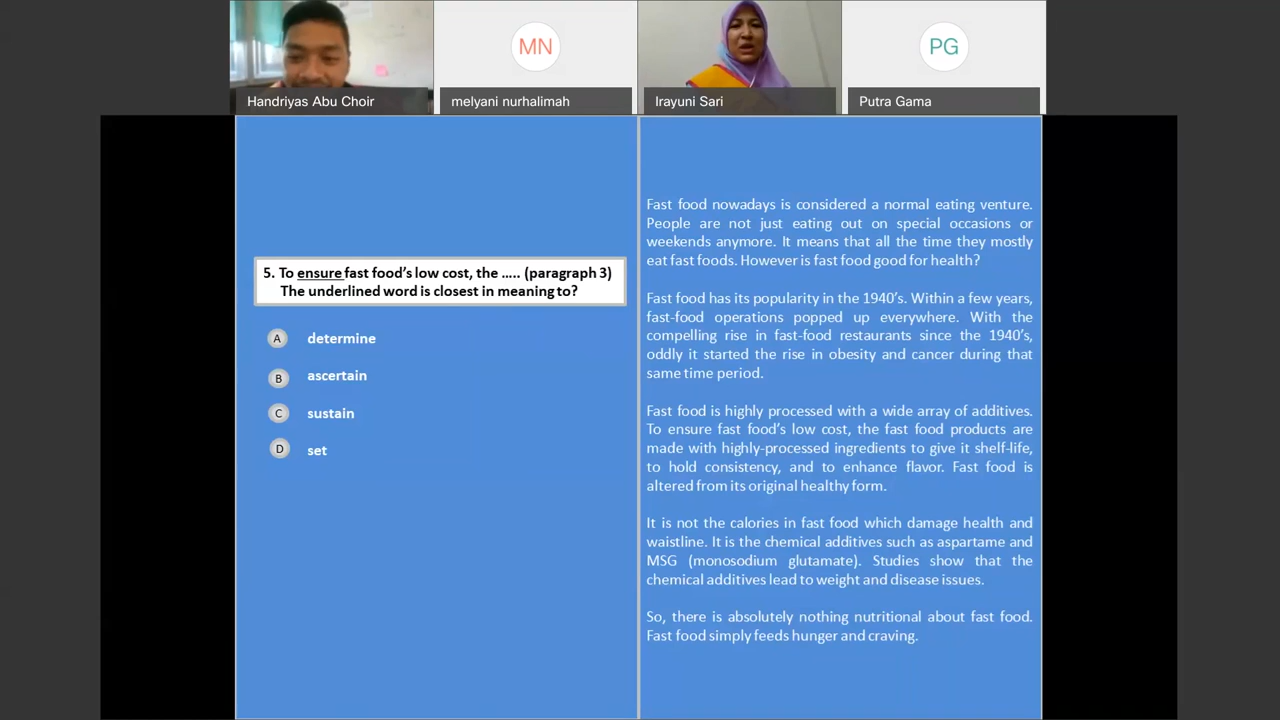 MN
PG
Handriyas Abu Choir
melyani nurhalimah
Irayuni Sari
Putra Gama
5. To ensure fast food's low cost, the ..... (paragraph 3)
The underlined word is closest in meaning to?
A determine
B ascertain
C sustain
D set
Fast food nowadays is considered a normal eating venture.
People are not just eating out on special occasions or
weekends anymore. It means that all the time they mostly
eat fast foods. However is fast food good for health?
Fast food has its popularity in the 1940's. Within a few years,
fast-food operations popped up everywhere. With the
compelling rise in fast-food restaurants since the 1940's,
oddly it started the rise in obesity and cancer during that
same time period.
Fast food is highly processed with a wide array of additives.
To ensure fast food's low cost, the fast food products are
made with highly-processed ingredients to give it shelf-life,
to hold consistency, and to enhance flavor. Fast food is
altered from its original healthy form.
It is not the calories in fast food which damage health and
waistline. It is the chemical additives such as aspartame and
MSG (monosodium glutamate). Studies show that the
chemical additives lead to weight and disease issues.
So, there is absolutely nothing nutritional about fast food.
Fast food simply feeds hunger and craving.